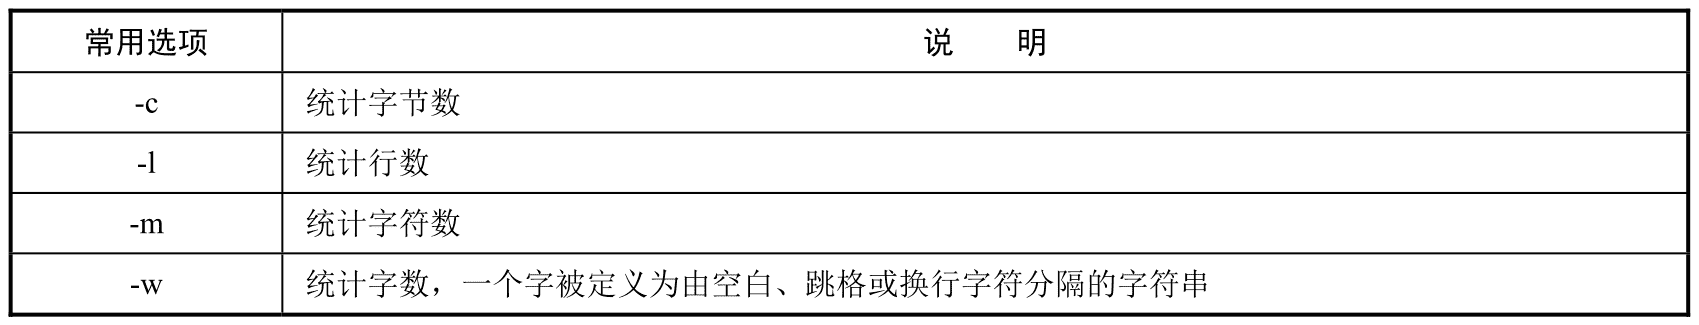 常用选项 说 明
-c 统计字节数
-l 统计行数
-m 统计字符数
-w 统计字数，一个字被定义为由空白、跳格或换行字符分隔的字符串